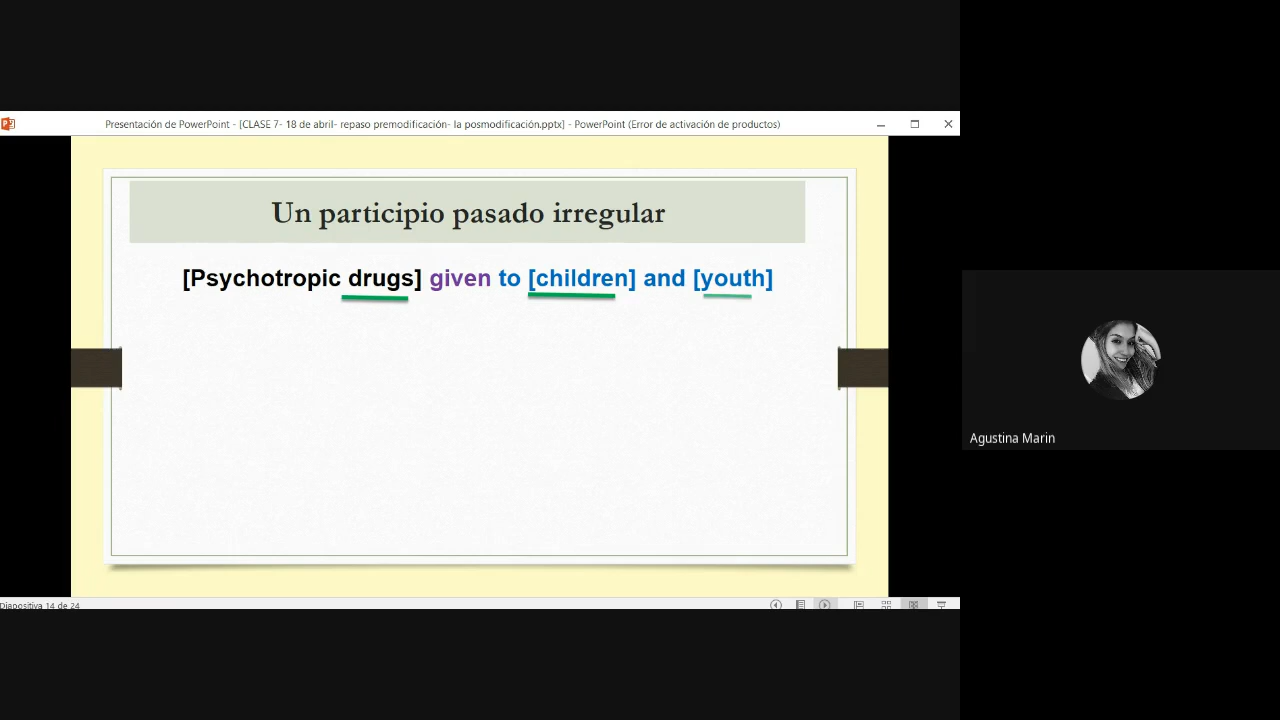 Presentación de PowerPoint - [CLASE 7- 18 de abril- repaso premodificación- la posmodificación.pptx] - PowerPoint (Error de activación de productos)
Un participio pasado irregular
[Psychotropic drugs] given to [children] and [youth]
Agustina Marin
Diapositiva 14 de 24